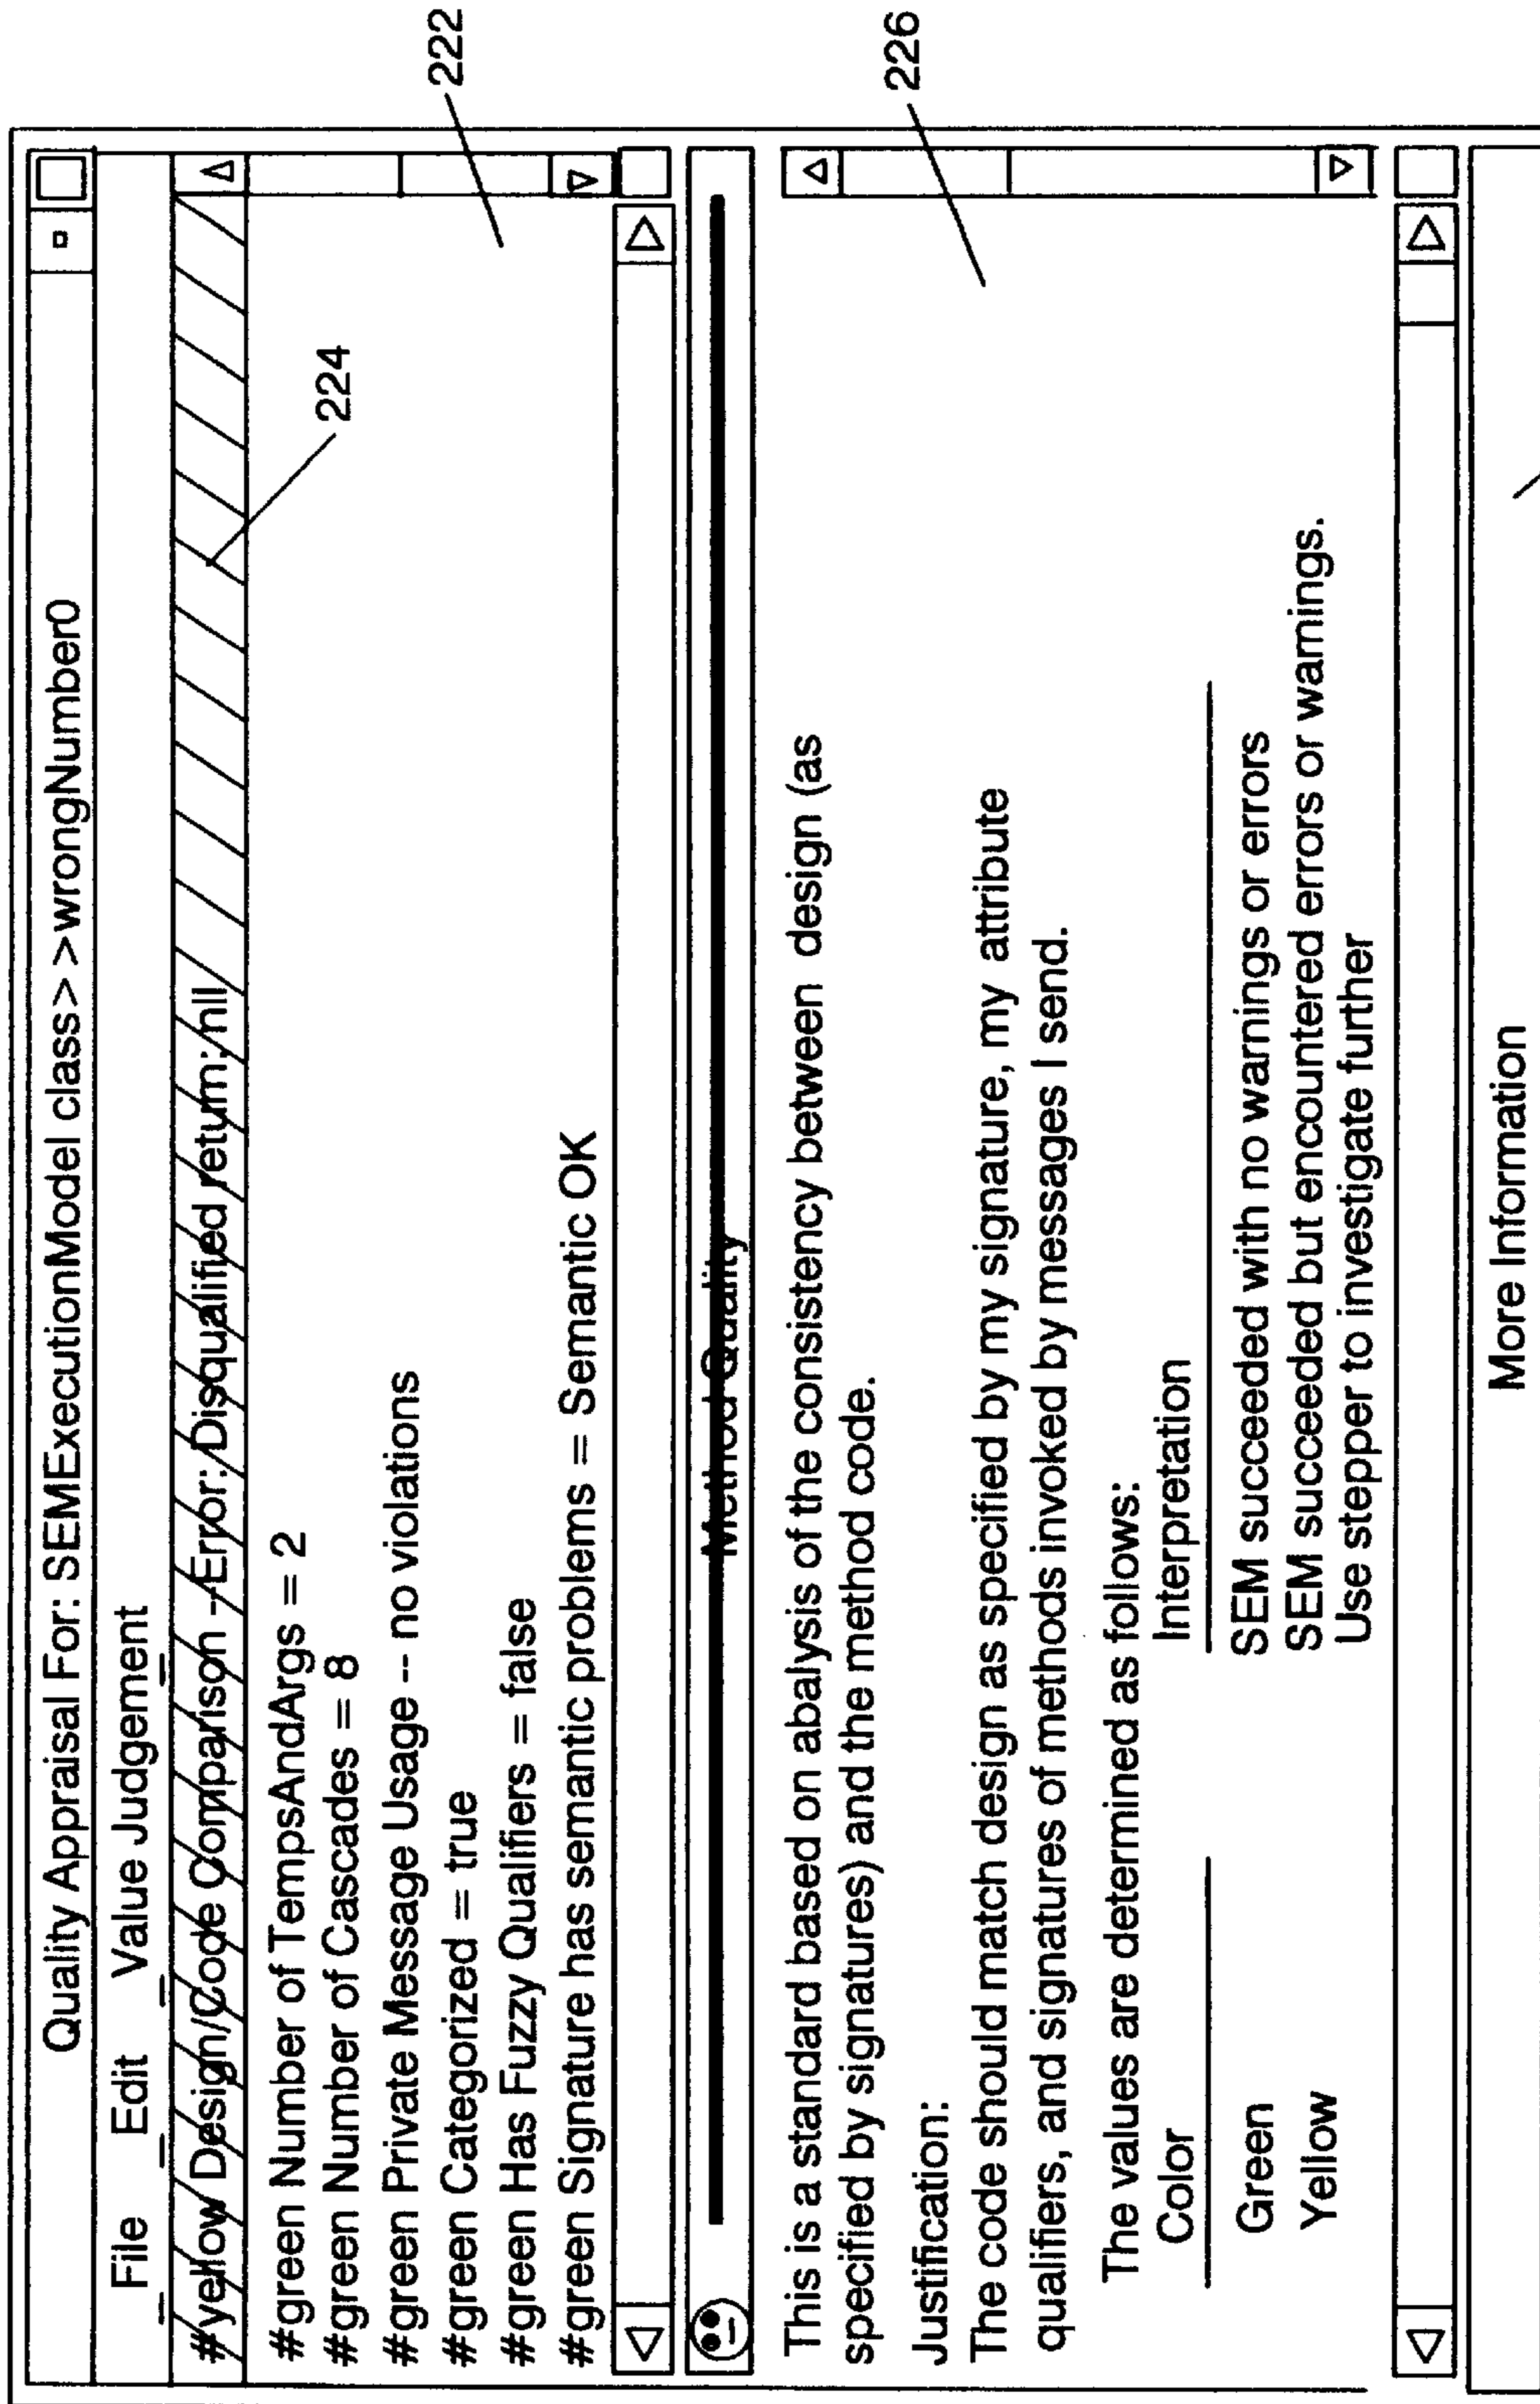 Quality Appraisal For: SEMExecutionModel class> >wrongNumber0
File Edit Value Judgement
#yellow Design/Code Comparison --Error: Disqualified return: nil
224
#green Number of TempsAndArgs = 2
#green Number of Cascades = 8
#green Private Message Usage -- no violations
222
#green Categorized = true
#green Has Fuzzy Qualifiers = false
#green Signature has semantic problems = Semantic OK
Method Quality
This is a standard based on abalysis of the consistency between design (as
specified by signatures) and the method code.
226
Justification:
The code should match design as specified by my signature, my attribute
qualifiers, and signatures of methods invoked by messages I send.
The values are determined as follows:
Color Interpretation
Green SEM succeeded with no warnings or errors
Yellow SEM succeeded but encountered errors or warnings.
Use stepper to investigate further
More Information